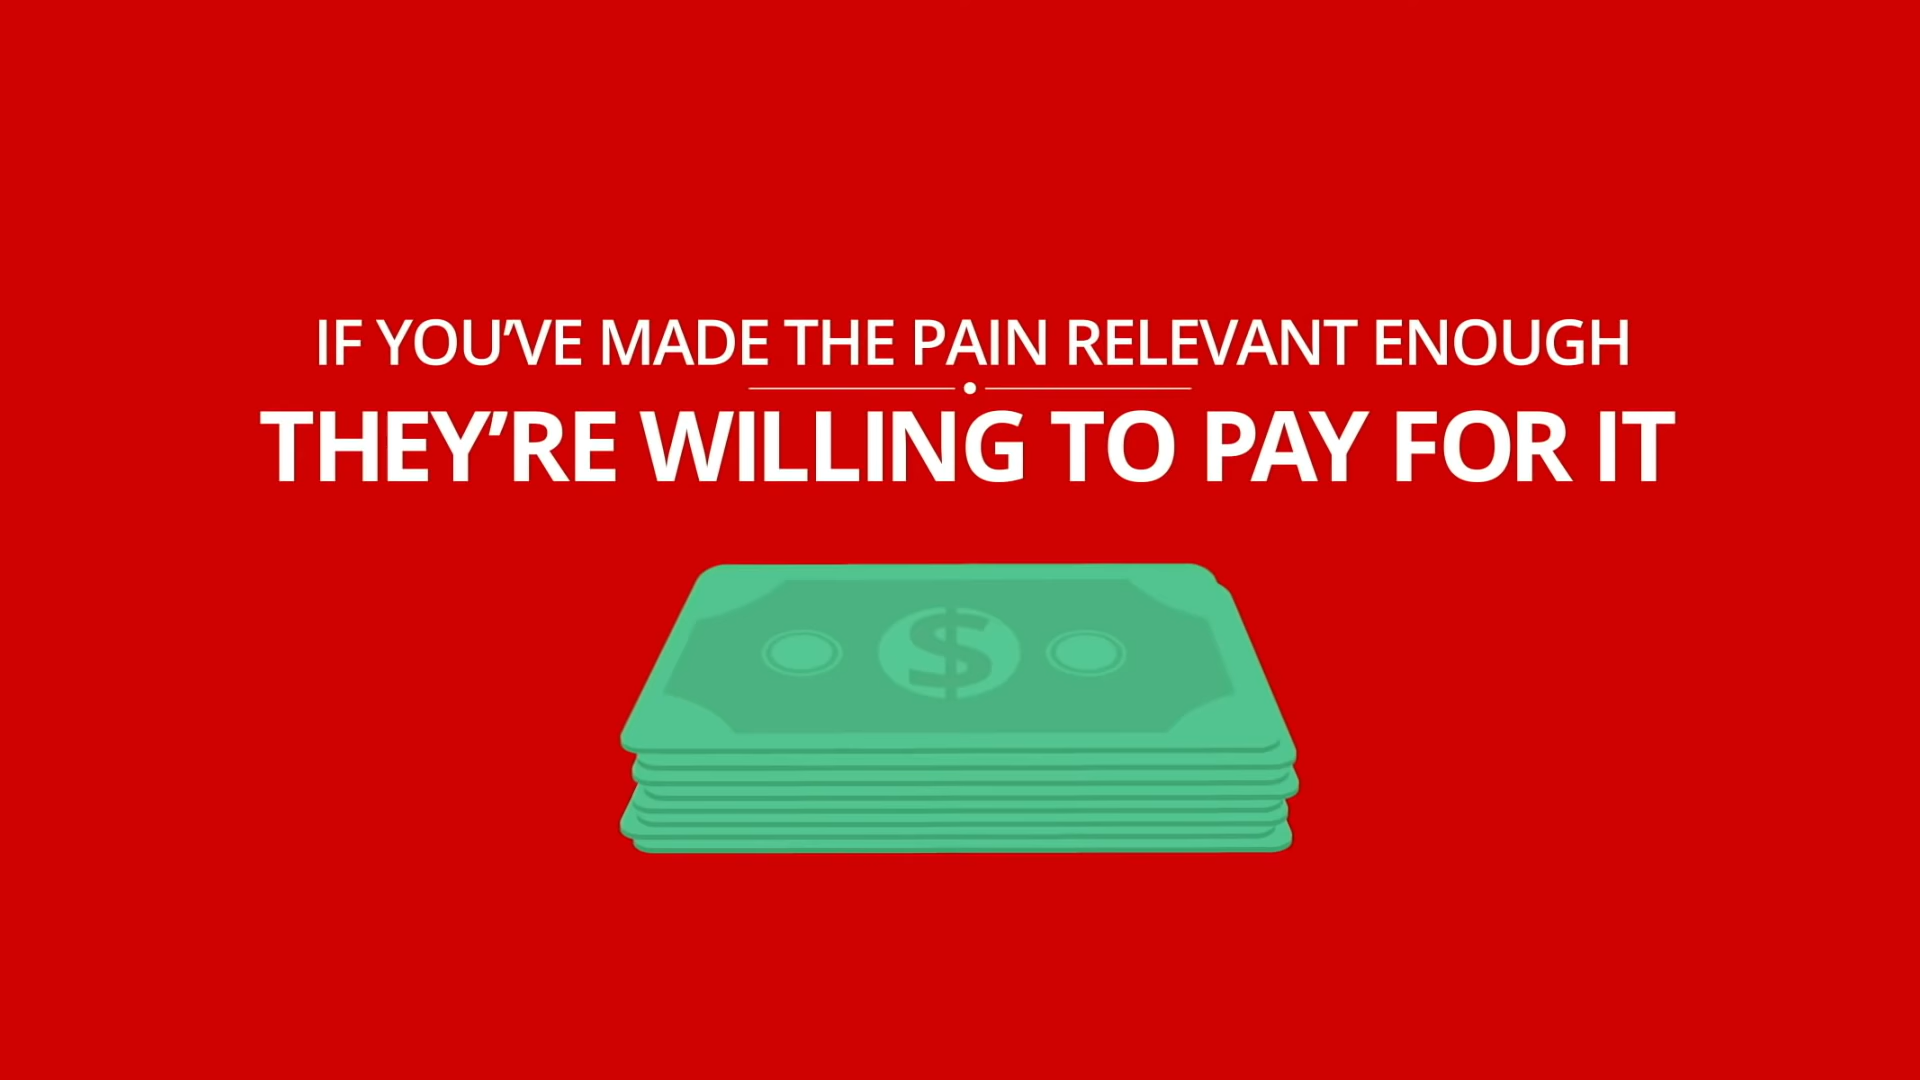 IF YOU’VE MADE THE PAIN RELEVANT ENOUGH
THEY’RE WILLING TO PAY FOR IT
$